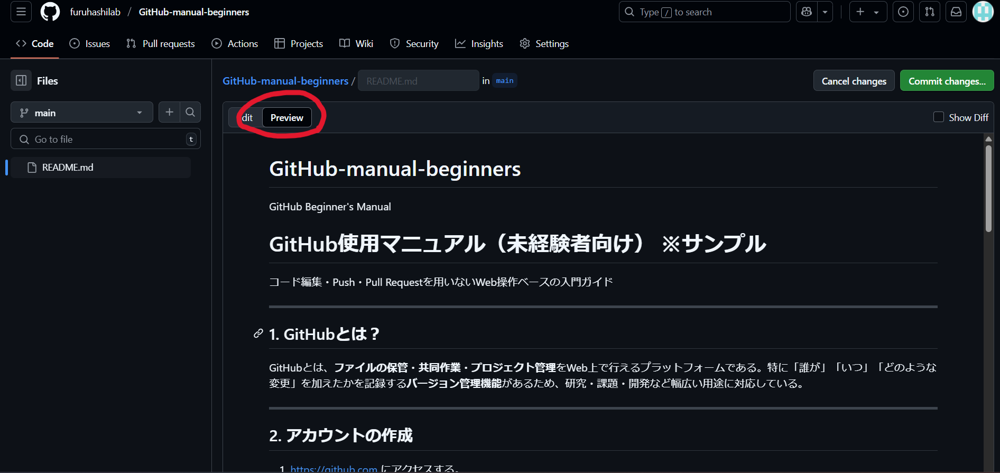 furuhashilab / GitHub-manual-beginners
Type / to search
Code Issues Pull requests Actions Projects Wiki Security Insights Settings
Files
main
Go to file t
README.md
GitHub-manual-beginners / README.md in main
Cancel changes
Commit changes...
dit Preview
Show Diff
GitHub-manual-beginners
GitHub Beginner's Manual
GitHub使用マニュアル（未経験者向け） ※サンプル
コード編集・Push・Pull Requestを用いないWeb操作ベースの入門ガイド
1. GitHubとは？
GitHubとは、ファイルの保管・共同作業・プロジェクト管理をWeb上で行えるプラットフォームである。特に「誰が」「いつ」「どのような
変更」を加えたかを記録するバージョン管理機能があるため、研究・課題・開発など幅広い用途に対応している。
2. アカウントの作成
1. https://github.com にアクセスする。